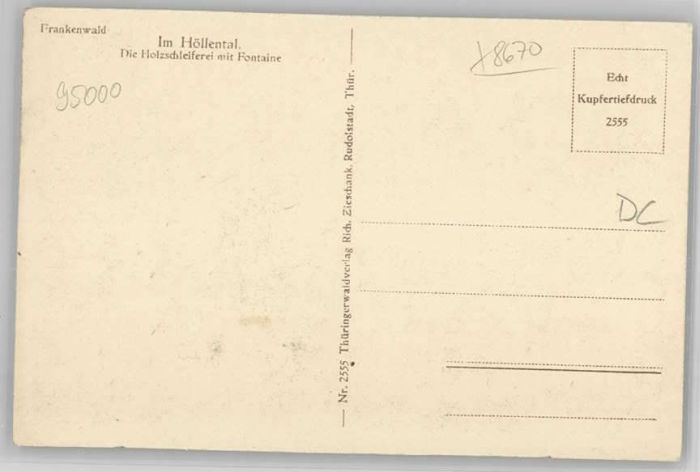 Frankenwald
Im Höllental.
Die Holzschleiferei mit Fontaine
95000
Nr. 2555 Thüringerwaldverlag Rich. Zieschank, Rudolstadt, Thür.
+8670
Echt
Kupfertiefdruck
2555
DC